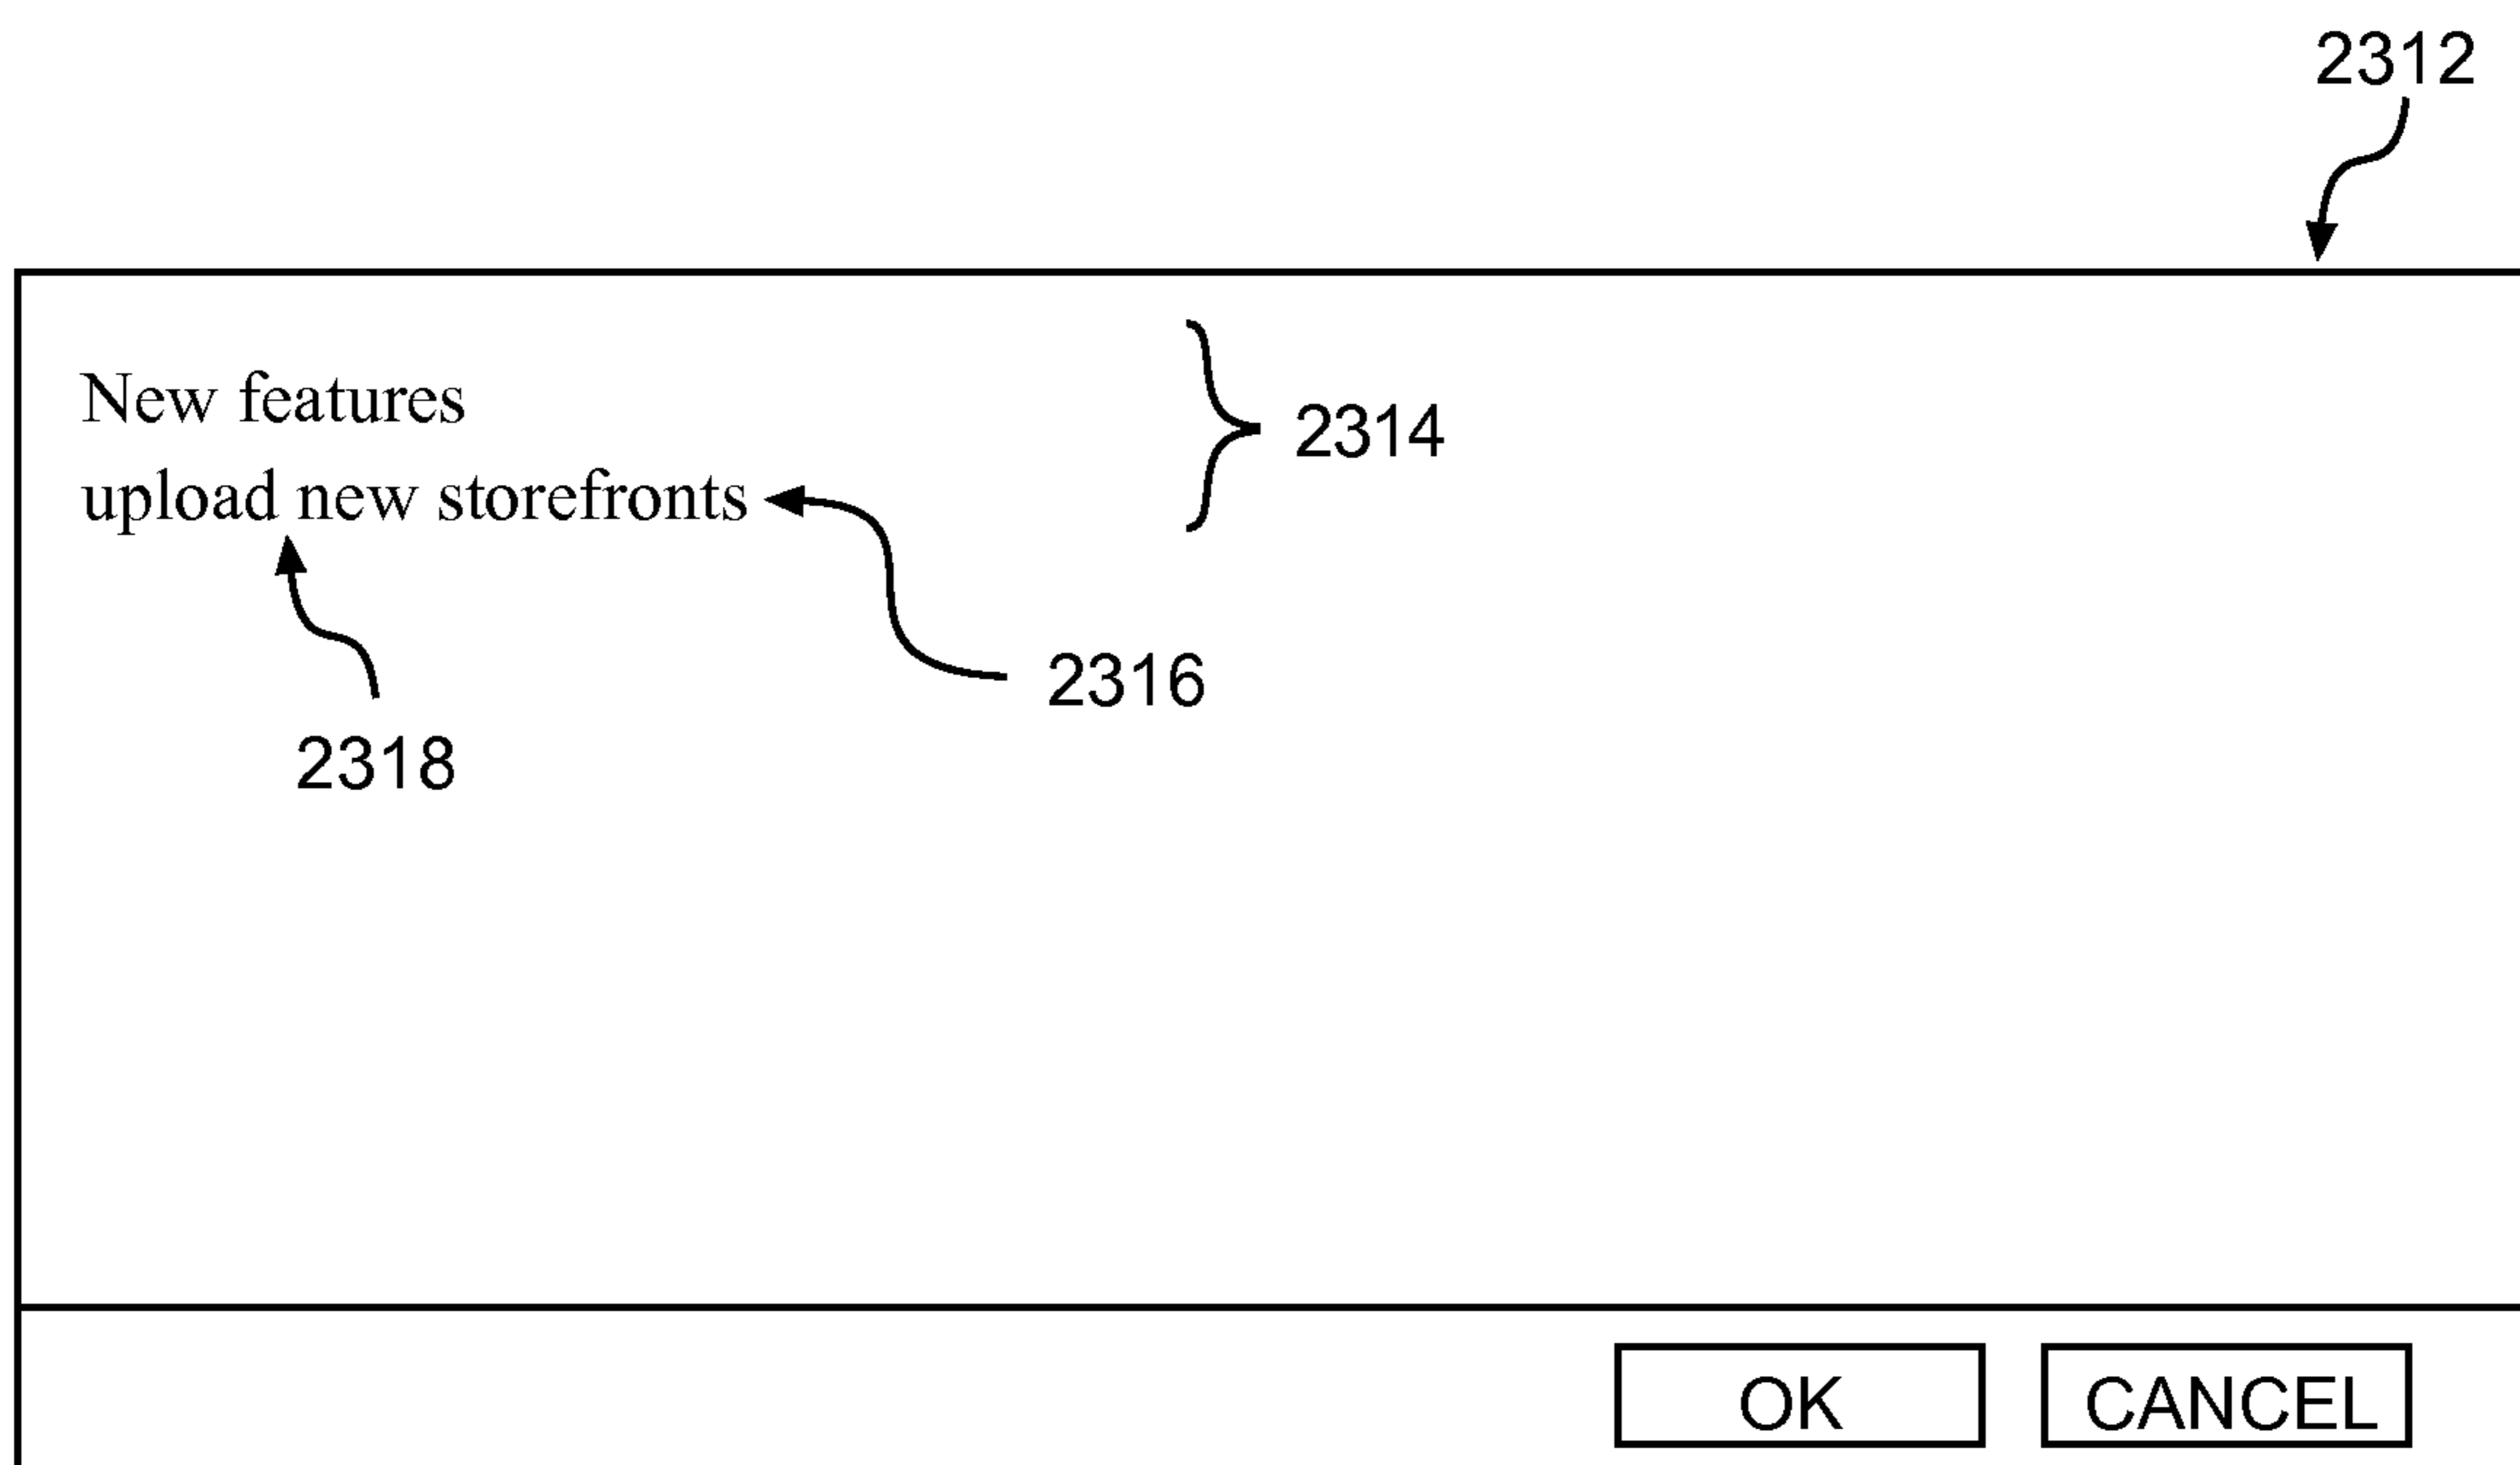 2312
New features
2314
upload new storefronts
2316
2318
OK
CANCEL